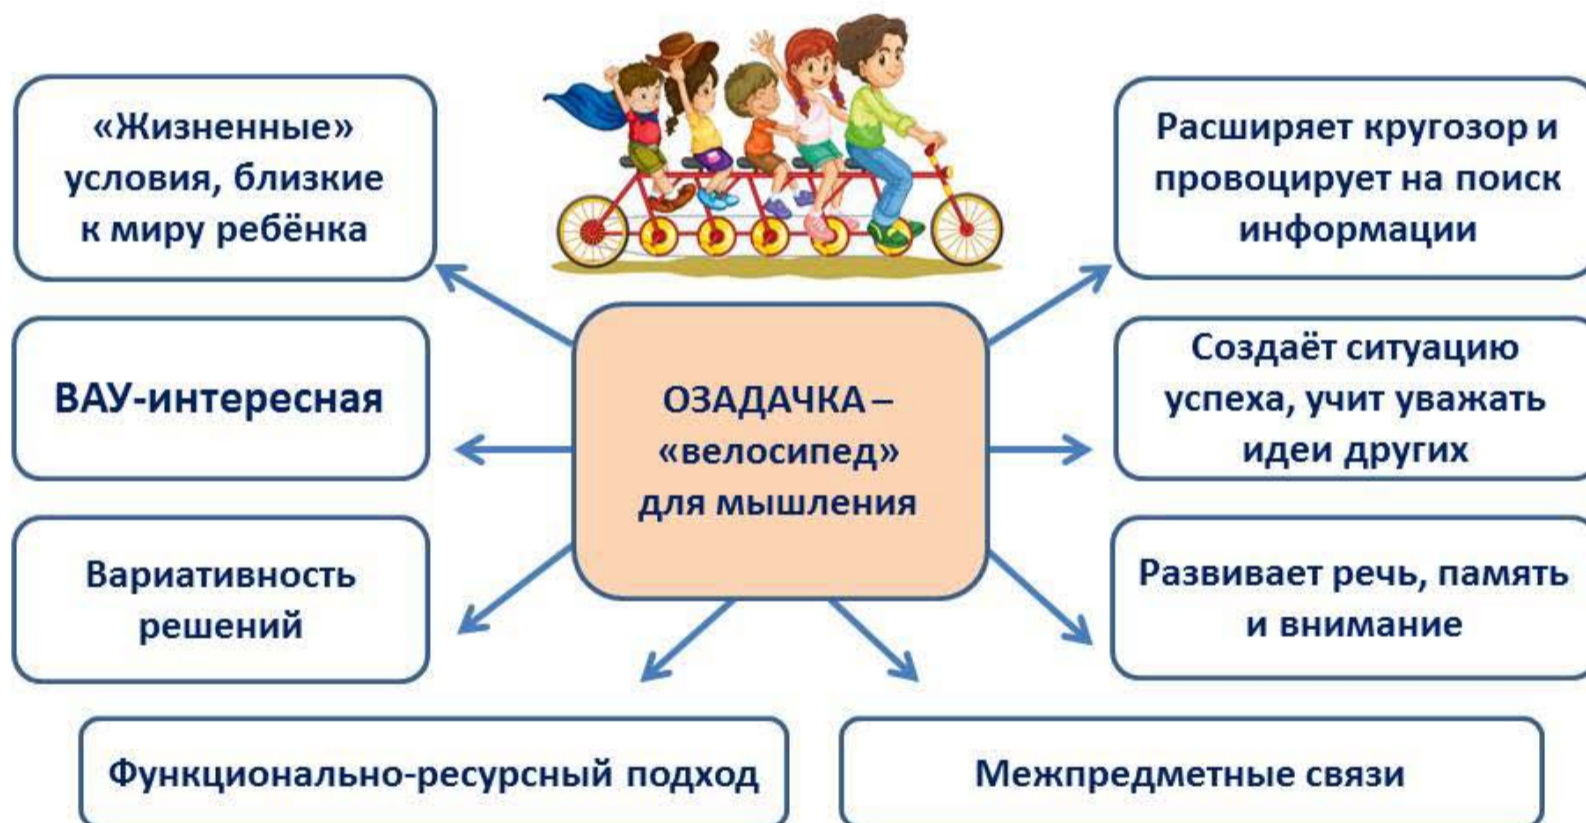 «Жизненные»
условия, близкие
к миру ребёнка
ВАУ-интересная
Вариативность
решений
ОЗАДАЧКА –
«велосипед»
для мышления
Расширяет кругозор и
провоцирует на поиск
информации
Создаёт ситуацию
успеха, учит уважать
идеи других
Развивает речь, память
и внимание
Функционально-ресурсный подход
Межпредметные связи